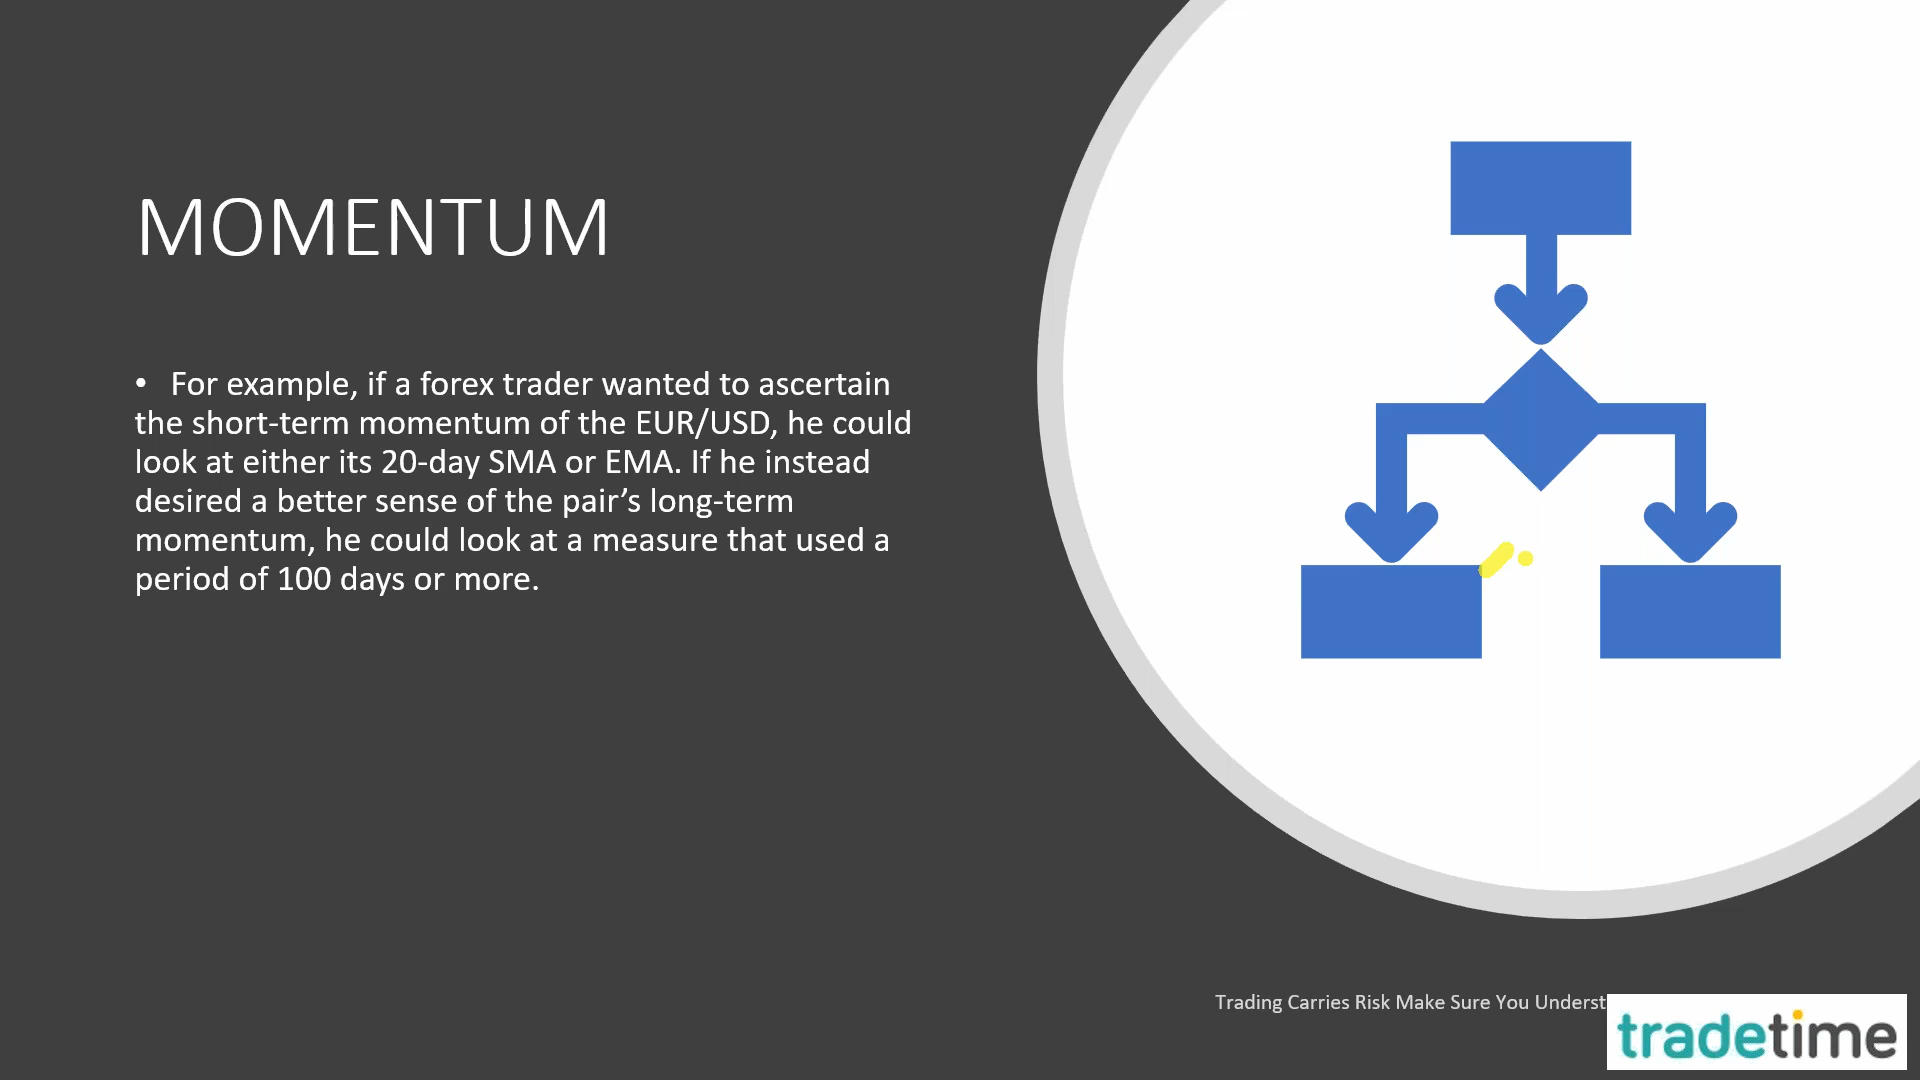 MOMENTUM
• For example, if a forex trader wanted to ascertain
the short-term momentum of the EUR/USD, he could
look at either its 20-day SMA or EMA. If he instead
desired a better sense of the pair’s long-term
momentum, he could look at a measure that used a
period of 100 days or more.
Trading Carries Risk Make Sure You Underst
tradetime